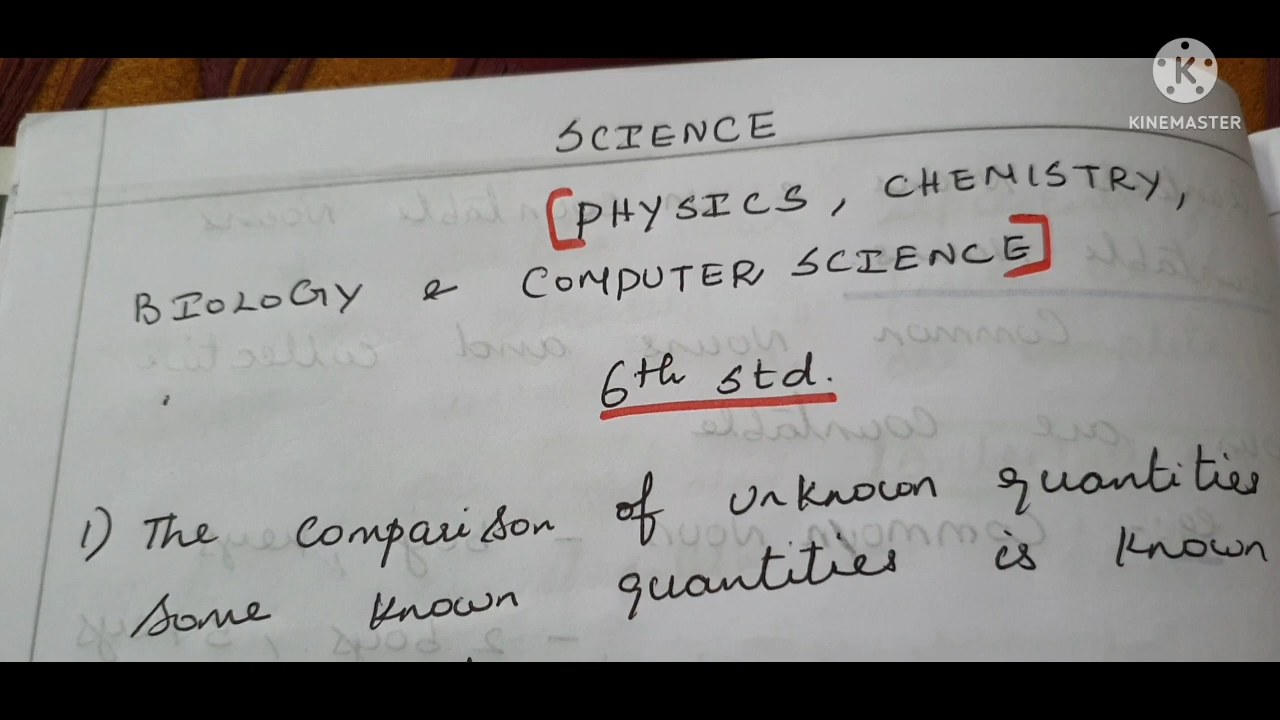 KINEMASTER
SCIENCE
[PHYSICS, CHEMISTRY,
BIOLOGY & COMPUTER SCIENCE]
6th std.
1) The comparison of unknown quantities
some known quantities is known